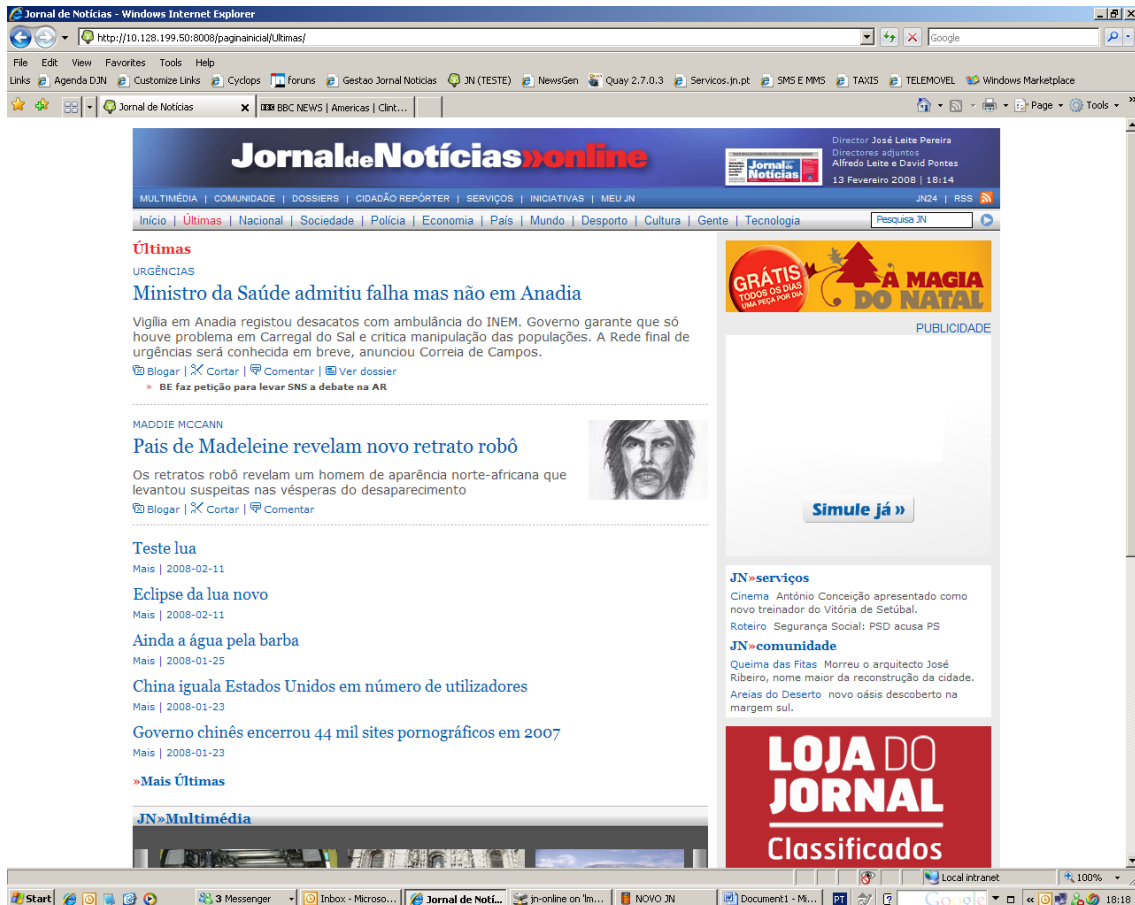 Jornal de Notícias - Windows Internet Explorer
http://10.128.199.50:8008/paginainicial/Ultimas/
Google
File Edit View Favorites Tools Help
Links Agenda DJN Customize Links Cyclops foruns Gestao Jornal Noticias JN (TESTE) NewsGen Quay 2.7.0.3 Servicos.jn.pt SMS E MMS TAXIS TELEMOVEL Windows Marketplace
Jornal de Notícias BBC NEWS | Americas | Clint... Page Tools
JornaldeNotícias»online
Jornal de Notícias
Director José Leite Pereira
Directores adjuntos
Alfredo Leite e David Pontes
13 Fevereiro 2008 | 18:14
MULTIMÉDIA | COMUNIDADE | DOSSIERS | CIDADÃO REPÓRTER | SERVIÇOS | INICIATIVAS | MEU JN JN24 | RSS
Início | Últimas | Nacional | Sociedade | Polícia | Economia | País | Mundo | Desporto | Cultura | Gente | Tecnologia Pesquisa JN
Últimas
URGÊNCIAS
Ministro da Saúde admitiu falha mas não em Anadia
Vigília em Anadia registou desacatos com ambulância do INEM. Governo garante que só
houve problema em Carregal do Sal e critica manipulação das populações. A Rede final de
urgências será conhecida em breve, anunciou Correia de Campos.
Blogar | Cortar | Comentar | Ver dossier
» BE faz petição para levar SNS a debate na AR
MADDIE MCCANN
Pais de Madeleine revelam novo retrato robô
Os retratos robô revelam um homem de aparência norte-africana que
levantou suspeitas nas vésperas do desaparecimento
Blogar | Cortar | Comentar
Teste lua
Mais | 2008-02-11
Eclipse da lua novo
Mais | 2008-02-11
Ainda a água pela barba
Mais | 2008-01-25
China iguala Estados Unidos em número de utilizadores
Mais | 2008-01-23
Governo chinês encerrou 44 mil sites pornográficos em 2007
Mais | 2008-01-23
»Mais Últimas
JN»Multimédia
GRÁTIS
TODOS OS DIAS
UMA PEÇA POR DIA
A MAGIA
DO NATAL
PUBLICIDADE
Simule já »
JN»serviços
Cinema António Conceição apresentado como
novo treinador do Vitória de Setúbal.
Roteiro Segurança Social: PSD acusa PS
JN»comunidade
Queima das Fitas Morreu o arquitecto José
Ribeiro, nome maior da reconstrução da cidade.
Areias do Deserto novo oásis descoberto na
margem sul.
LOJA DO
JORNAL
Classificados
Local intranet 100%
Start 3 Messenger Inbox - Microso... Jornal de Notí... jn-online on 'lm... NOVO JN Document1 - Mi... PT Google 18:18